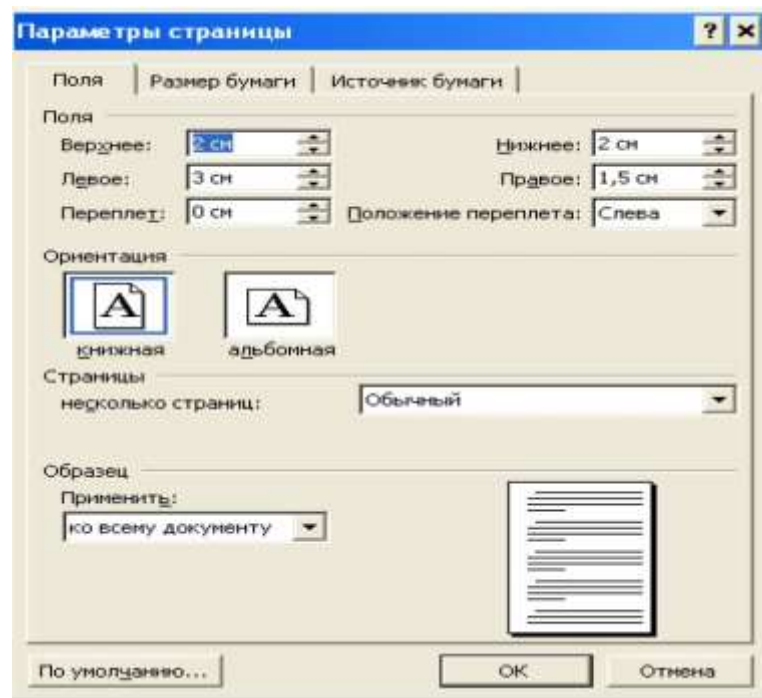 Параметры страницы ? ×
Поля Размер бумаги Источник бумаги
Поля
Верхнее: 2 см Нижнее: 2 см
Левое: 3 см Правое: 1,5 см
Переплет: 0 см Положение переплета: Слева
Ориентация
A A
книжная альбомная
Страницы
несколько страниц: Обычный
Образец
Применить:
ко всему документу
По умолчанию... ОК Отмена